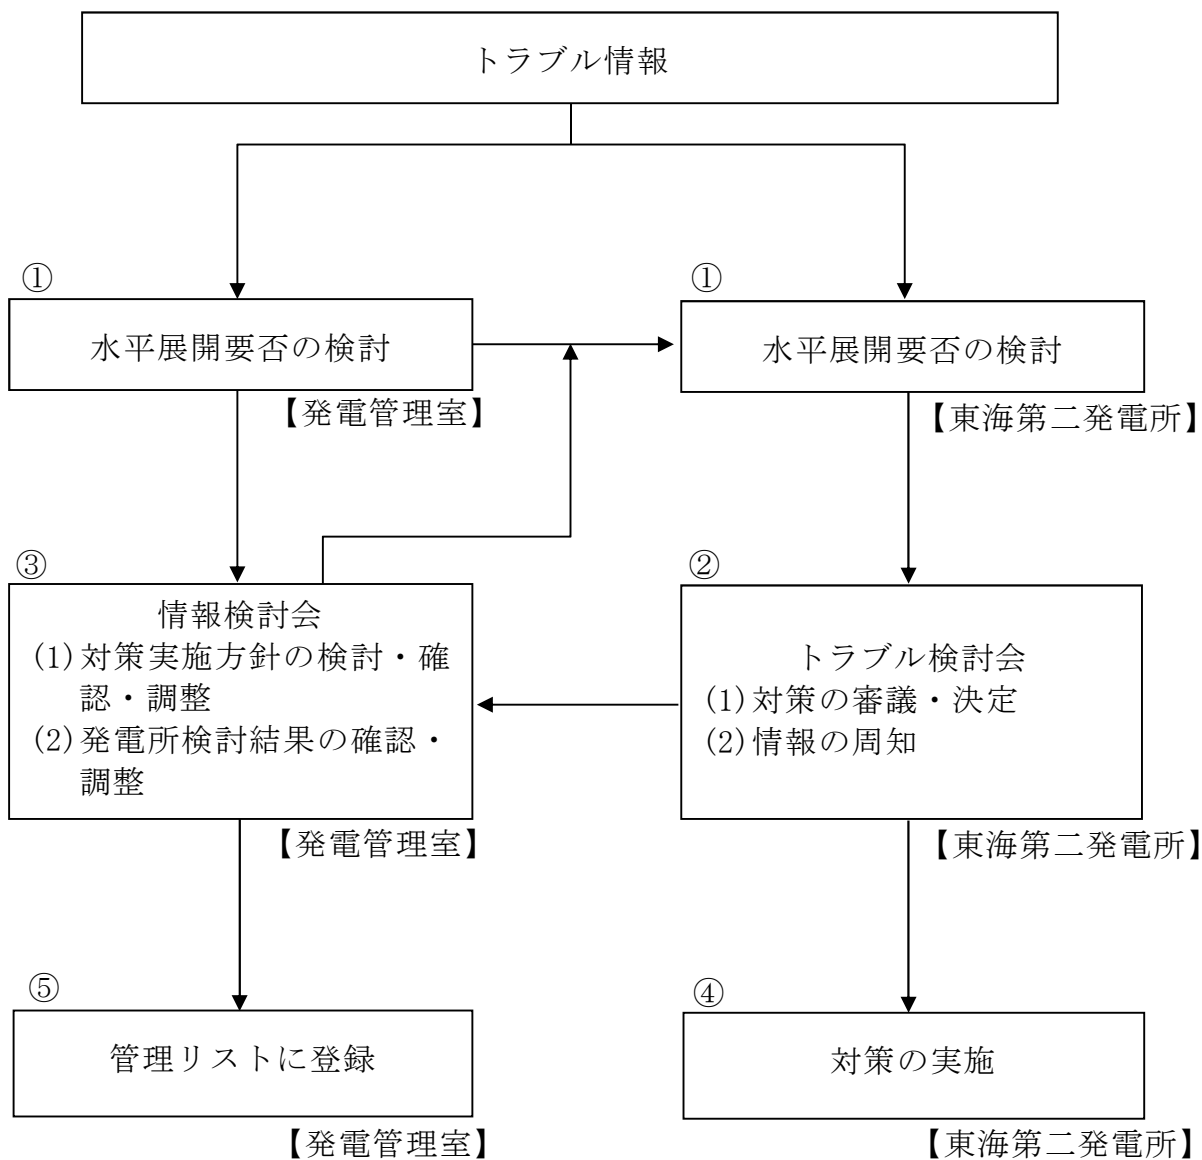 トラブル情報
①
水平展開要否の検討
【発電管理室】
①
水平展開要否の検討
【東海第二発電所】
③
情報検討会
(1)対策実施方針の検討・確
認・調整
(2)発電所検討結果の確認・
調整
【発電管理室】
②
トラブル検討会
(1)対策の審議・決定
(2)情報の周知
【東海第二発電所】
⑤
管理リストに登録
【発電管理室】
④
対策の実施
【東海第二発電所】